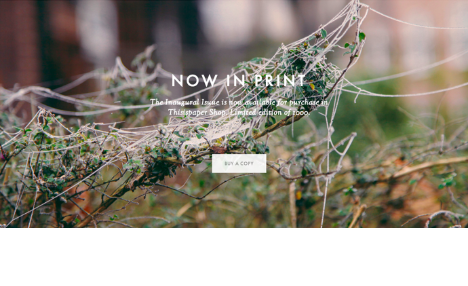 NOW IN PRINT
The Inaugural Issue is now available for purchase in
Thisispaper Shop. Limited edition of 1000.
BUY A COPY